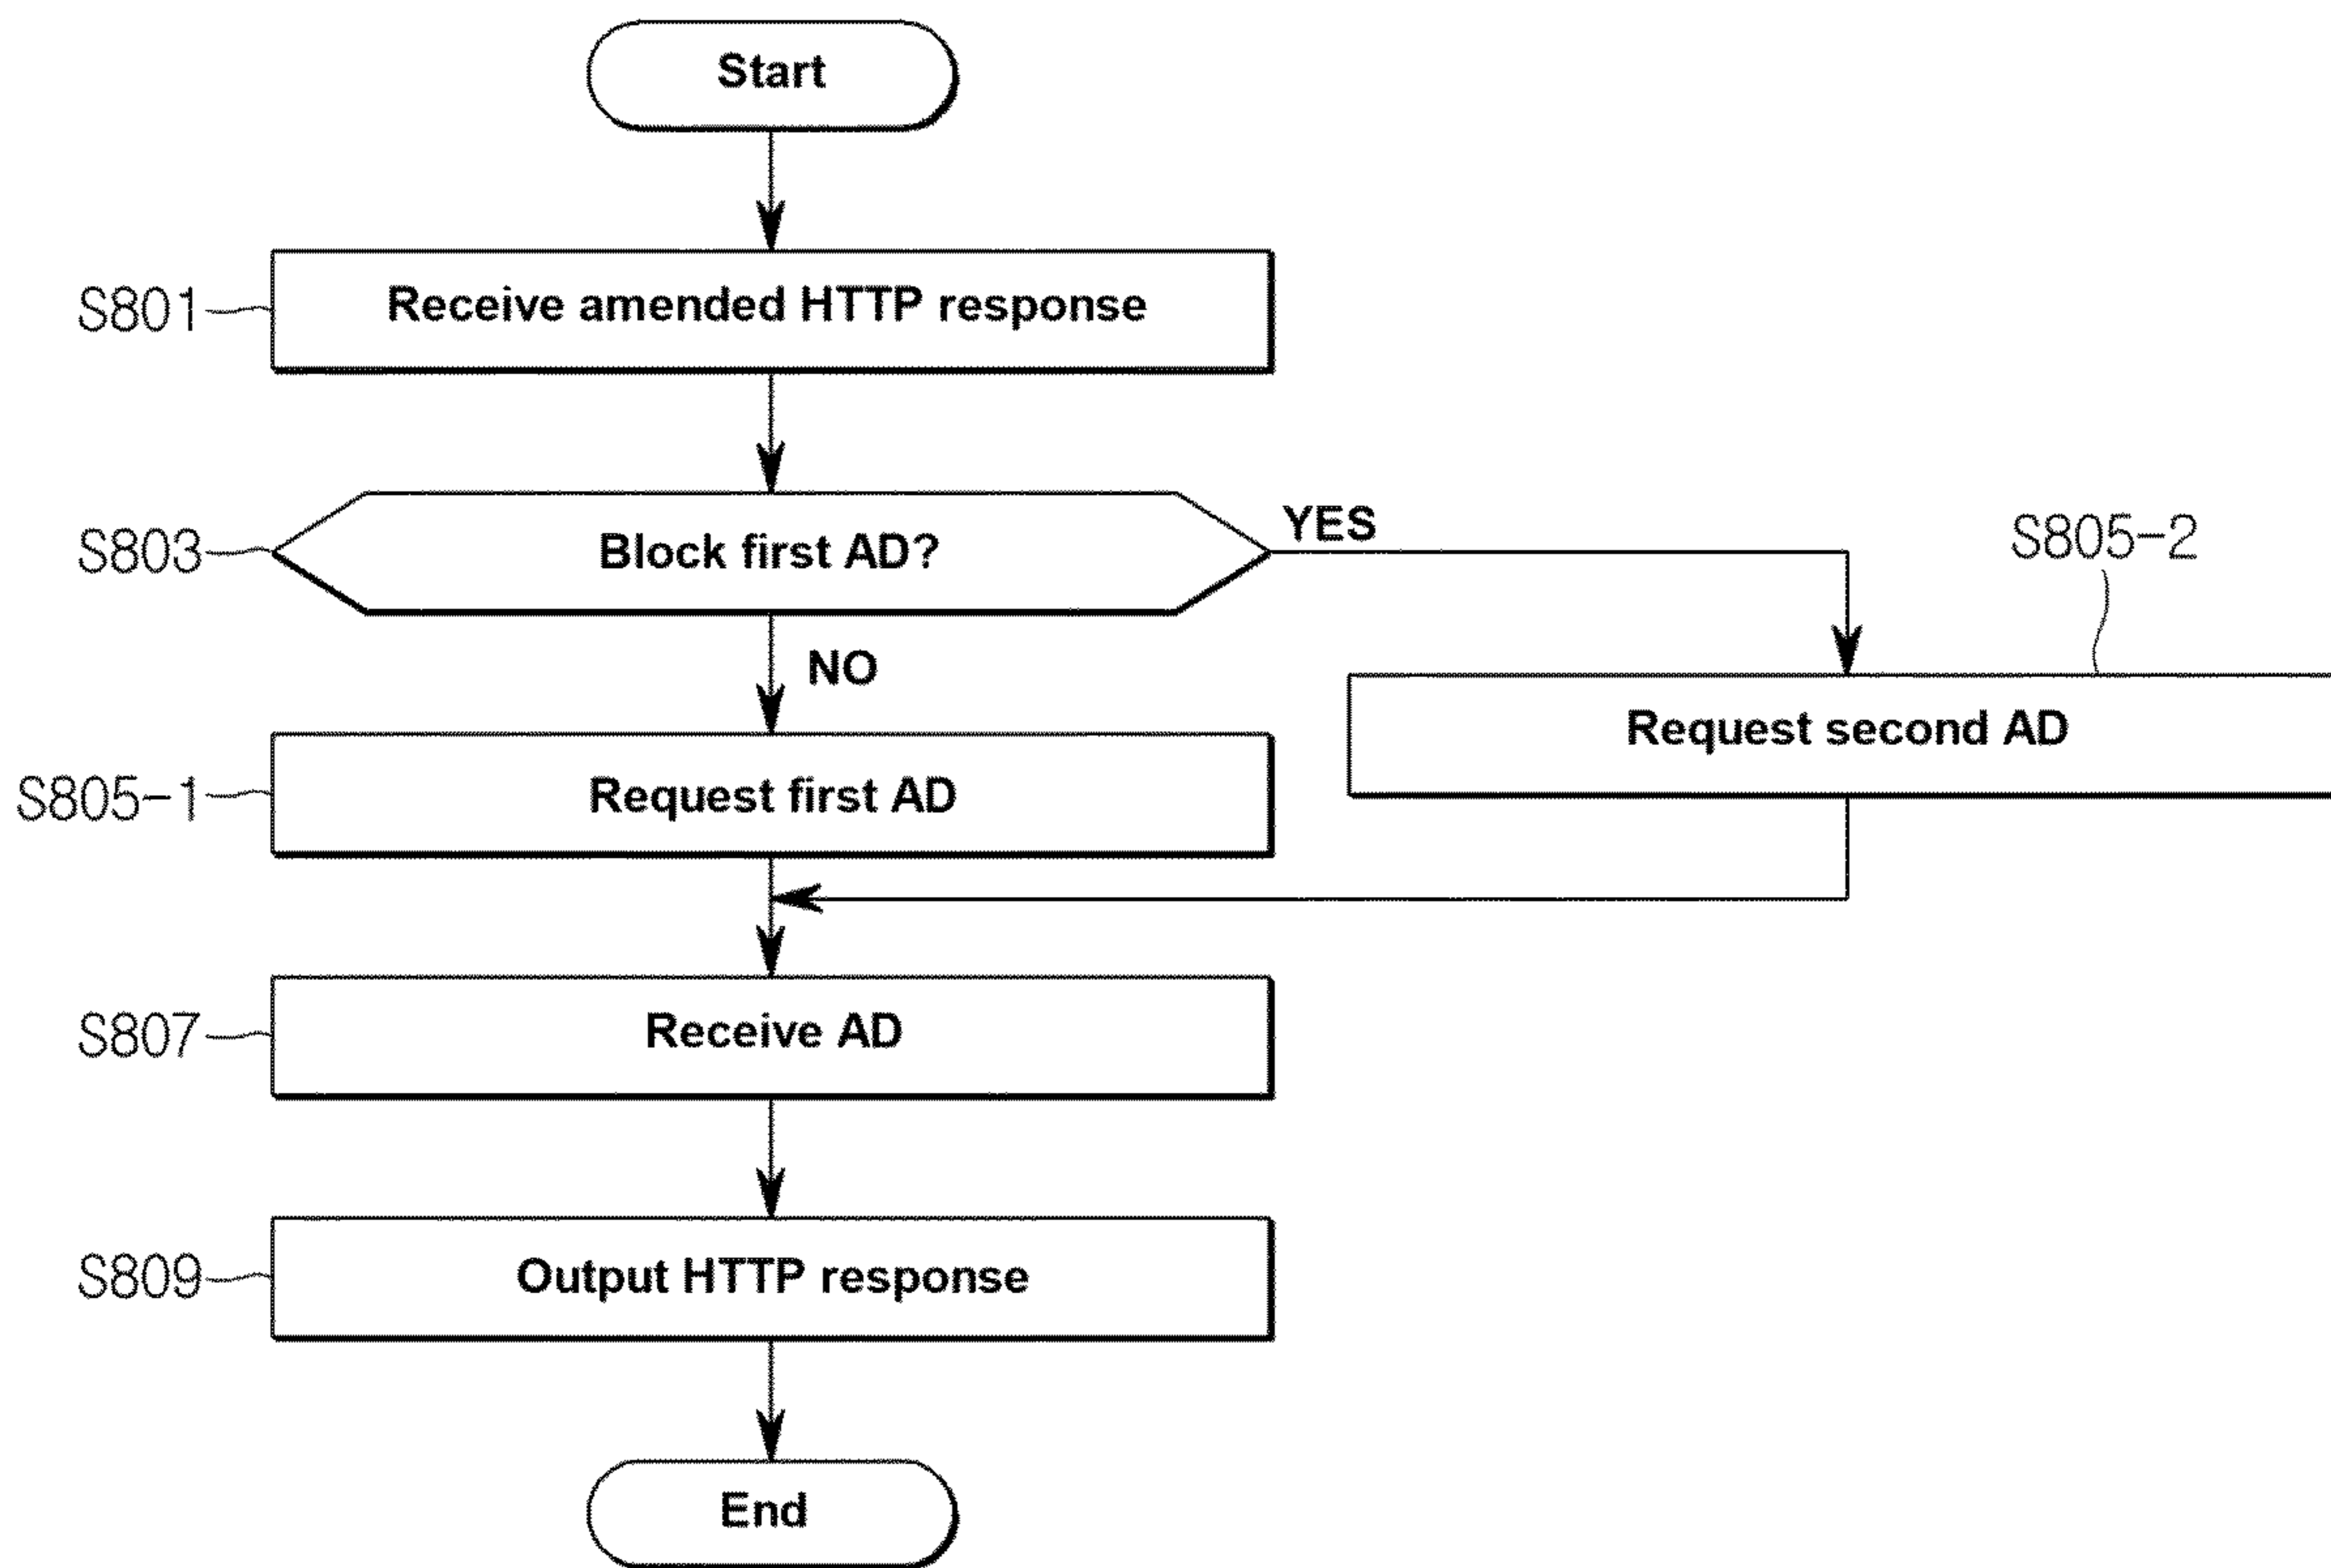 Start
S801
Receive amended HTTP response
S803
Block first AD?
YES
S805-2
NO
Request second AD
S805-1
Request first AD
S807
Receive AD
S809
Output HTTP response
End